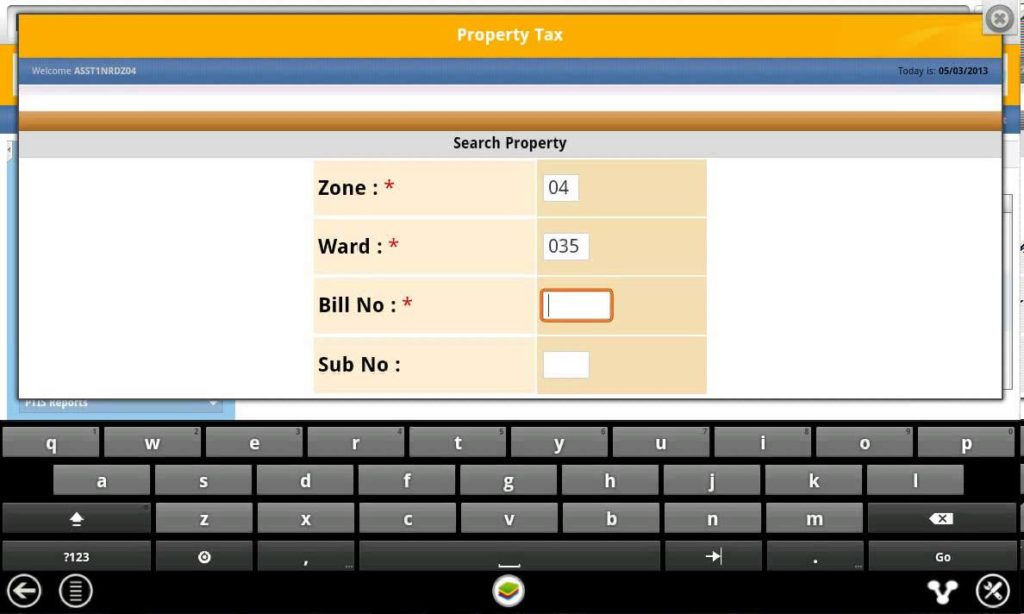 Property Tax
Welcome ASST1NRDZ04
Today is: 05/03/2013
Search Property
Zone : * 04
Ward : * 035
Bill No : *
Sub No :
PTIS Reports
q 1 w 2 e 3 r 4 t 5 y 6 u 7 i 8 o 9 p 0
a s d f g h j k l
z x c v b n m
?123 , ... . ... Go